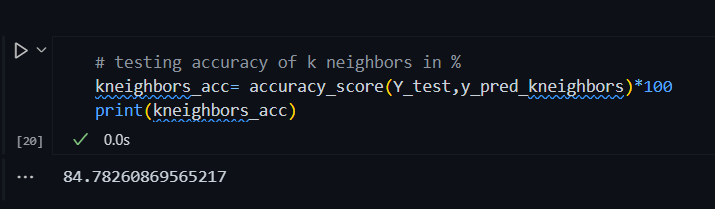 # testing accuracy of k neighbors in %
kneighbors_acc= accuracy_score(Y_test,y_pred_kneighbors)*100
print(kneighbors_acc)
[20]
0.0s
... 84.78260869565217